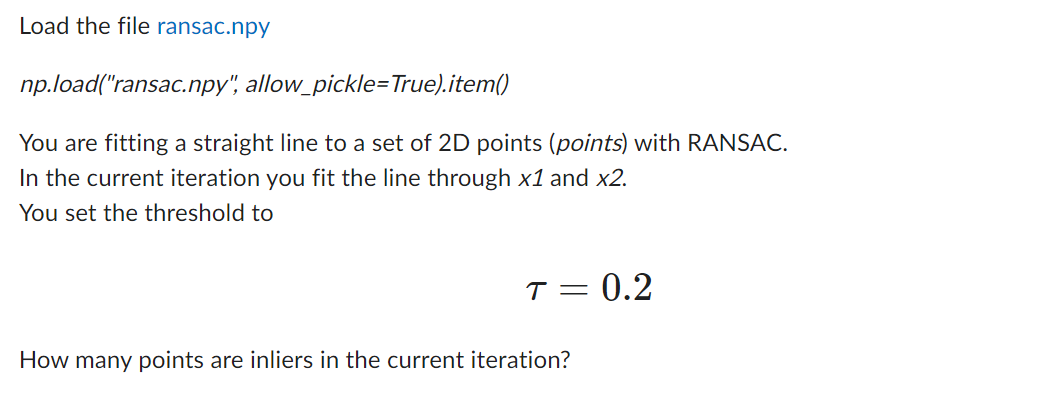 Load the file ransac.npy
np.load("ransac.npy", allow_pickle=True).item()
You are fitting a straight line to a set of 2D points (points) with RANSAC.
In the current iteration you fit the line through x1 and x2.
You set the threshold to
τ = 0.2
How many points are inliers in the current iteration?